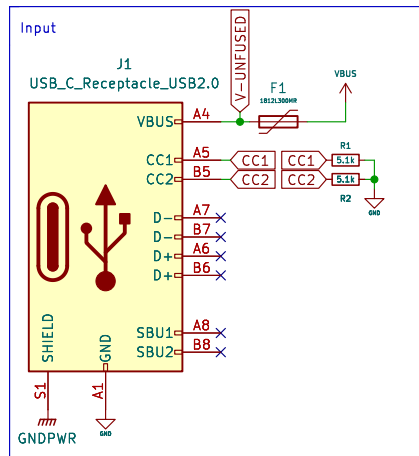 Input
V-UNFUSED
J1
USB_C_Receptacle_USB2.0
F1
1812L300MR
VBUS
VBUS A4
CC1 A5 CC1 CC1 R1 5.1k
CC2 B5 CC2 CC2 5.1k
R2
GND
D- A7
D- B7
D+ A6
D+ B6
SBU1 A8
SBU2 B8
SHIELD
GND
S1
A1
GNDPWR
GND